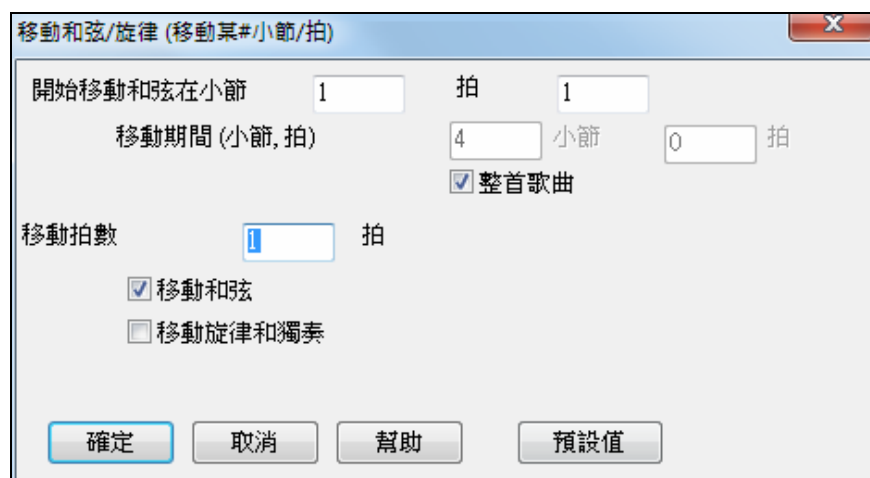 移動和弦/旋律 (移動某#小節/拍)
開始移動和弦在小節 1 拍 1
移動期間 (小節, 拍) 4 小節 0 拍
整首歌曲
移動拍數 1 拍
移動和弦
移動旋律和獨奏
確定 取消 幫助 預設值